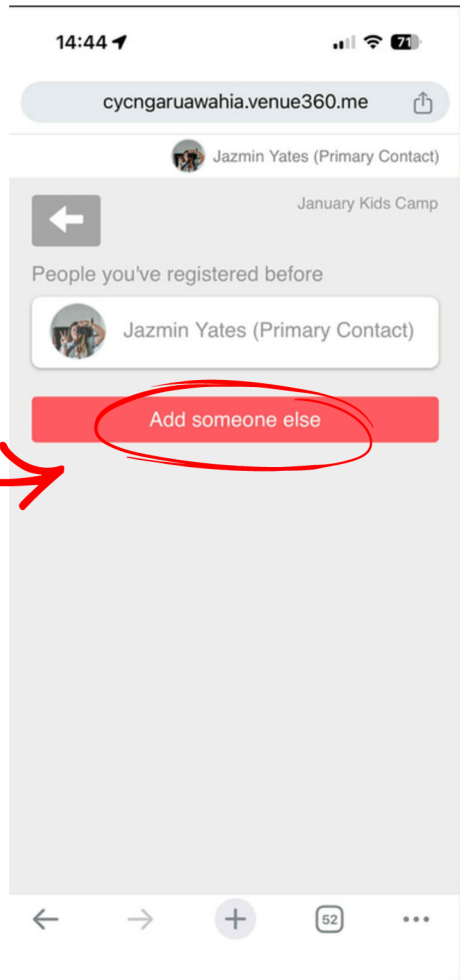 14:44
71
cycngaruawahia.venue360.me
Jazmin Yates (Primary Contact)
January Kids Camp
People you've registered before
Jazmin Yates (Primary Contact)
Add someone else
52